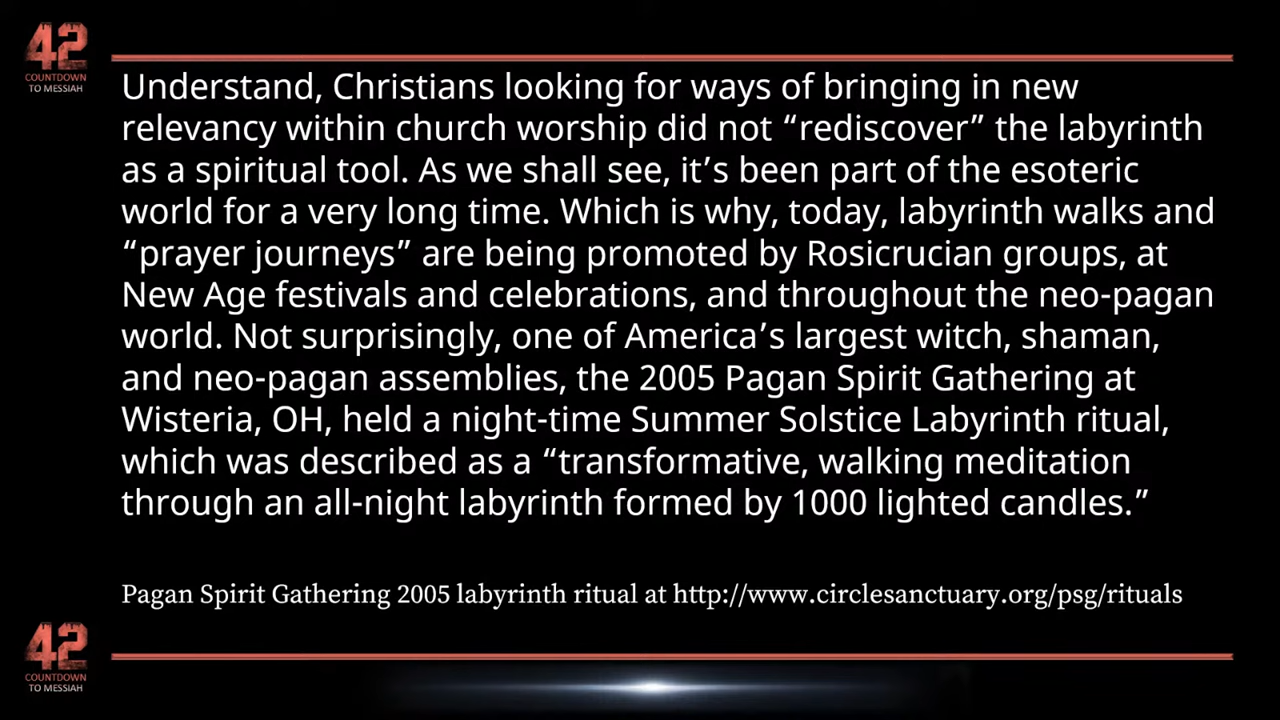 42
COUNTDOWN
TO MESSIAH
Understand, Christians looking for ways of bringing in new
relevancy within church worship did not “rediscover” the labyrinth
as a spiritual tool. As we shall see, it’s been part of the esoteric
world for a very long time. Which is why, today, labyrinth walks and
“prayer journeys” are being promoted by Rosicrucian groups, at
New Age festivals and celebrations, and throughout the neo-pagan
world. Not surprisingly, one of America’s largest witch, shaman,
and neo-pagan assemblies, the 2005 Pagan Spirit Gathering at
Wisteria, OH, held a night-time Summer Solstice Labyrinth ritual,
which was described as a “transformative, walking meditation
through an all-night labyrinth formed by 1000 lighted candles.”
Pagan Spirit Gathering 2005 labyrinth ritual at http://www.circlesanctuary.org/psg/rituals
42
COUNTDOWN
TO MESSIAH